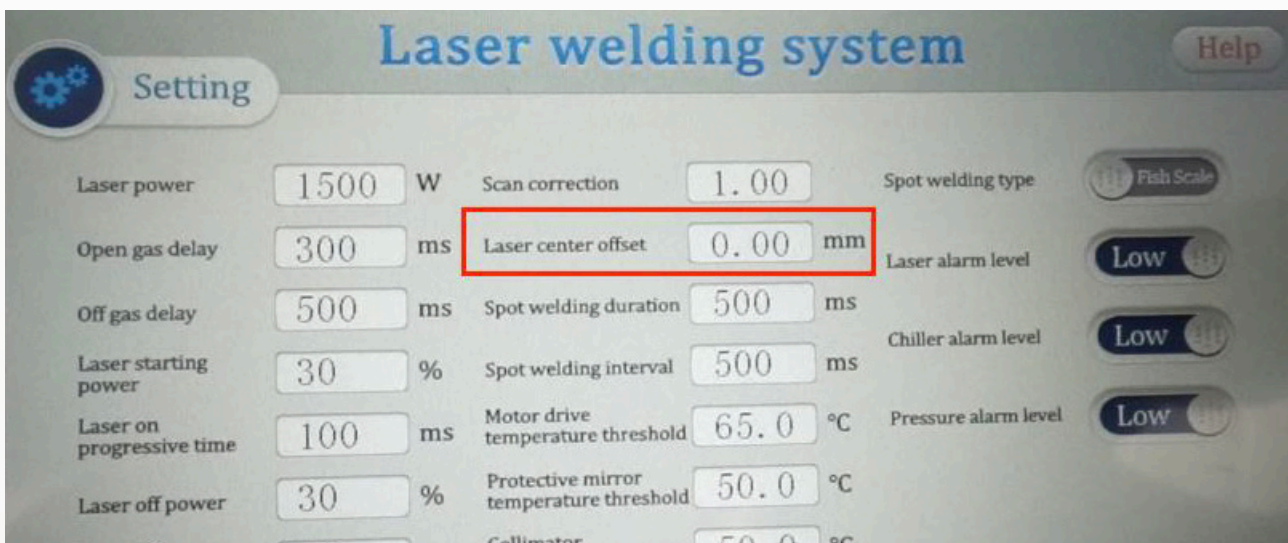 Laser welding system
Help
Setting
Laser power 1500 W
Scan correction 1.00
Spot welding type Fish Scale
Open gas delay 300 ms
Laser center offset 0.00 mm
Laser alarm level Low
Off gas delay 500 ms
Spot welding duration 500 ms
Chiller alarm level Low
Laser starting
power 30 %
Spot welding interval 500 ms
Pressure alarm level Low
Laser on
progressive time 100 ms
Motor drive
temperature threshold 65.0 °C
Laser off power 30 %
Protective mirror
temperature threshold 50.0 °C
Collimator 50.0 °C